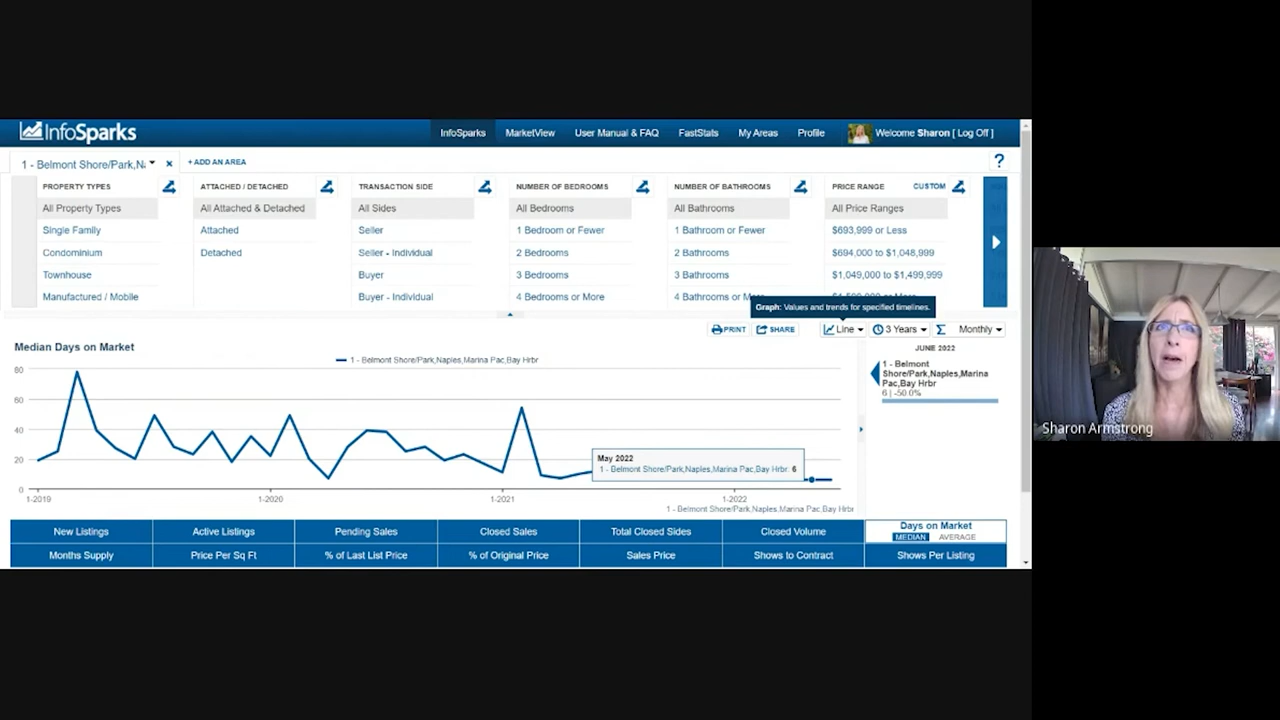 InfoSparks
InfoSparks MarketView User Manual & FAQ FastStats My Areas Profile Welcome Sharon [ Log Off ]
1 - Belmont Shore/Park,N + ADD AN AREA ?
PROPERTY TYPES ATTACHED / DETACHED TRANSACTION SIDE NUMBER OF BEDROOMS NUMBER OF BATHROOMS PRICE RANGE CUSTOM
All Property Types All Attached & Detached All Sides All Bedrooms All Bathrooms All Price Ranges
Single Family Attached Seller 1 Bedroom or Fewer 1 Bathroom or Fewer $693,999 or Less
Condominium Detached Seller - Individual 2 Bedrooms 2 Bathrooms $694,000 to $1,048,999
Townhouse Buyer 3 Bedrooms 3 Bathrooms $1,049,000 to $1,499,999
Manufactured / Mobile Buyer - Individual 4 Bedrooms or More 4 Bathrooms or
Graph: Values and trends for specified timelines.
PRINT SHARE Line 3 Years Σ Monthly
Median Days on Market
1 - Belmont Shore/Park,Naples,Marina Pac,Bay Hrbr
JUNE 2022
1 - Belmont
Shore/Park,Naples,Marina
Pac,Bay Hrbr
6 | -50.0%
80
60
40
20
0
May 2022
1 - Belmont Shore/Park,Naples,Marina Pac,Bay Hrbr: 6
1-2019 1-2020 1-2021 1-2022
1 - Belmont Shore/Park,Naples,Marina Pac,Bay Hrbr
New Listings Active Listings Pending Sales Closed Sales Total Closed Sides Closed Volume Days on Market
MEDIAN AVERAGE
Months Supply Price Per Sq Ft % of Last List Price % of Original Price Sales Price Shows to Contract Shows Per Listing
Sharon Armstrong